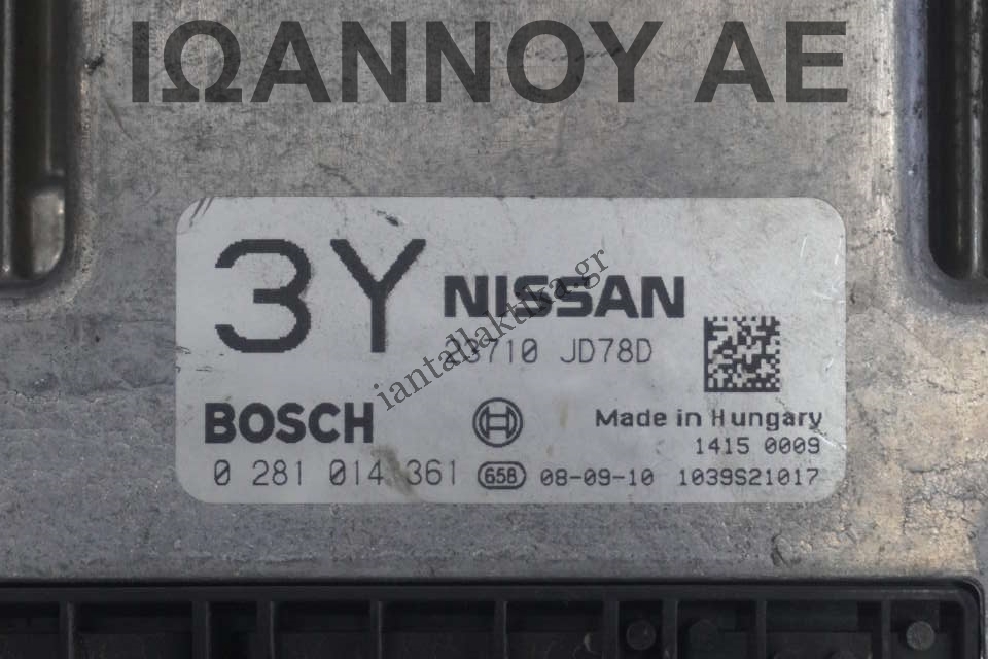 ΙΩΑΝΝΟΥ ΑΕ
3Y NISSAN
23710 JD78D
iantallaktika.gr
BOSCH
Made in Hungary
1415 0009
0 281 014 361 658 08-09-10 1039S21017